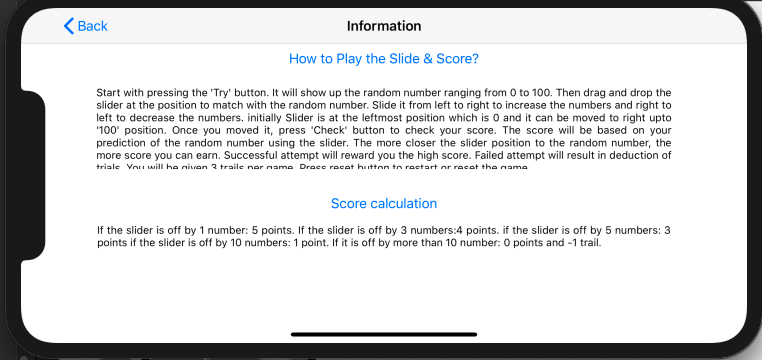 Back
Information
How to Play the Slide & Score?
Start with pressing the 'Try' button. It will show up the random number ranging from 0 to 100. Then drag and drop the
slider at the position to match with the random number. Slide it from left to right to increase the numbers and right to
left to decrease the numbers. initially Slider is at the leftmost position which is 0 and it can be moved to right upto
'100' position. Once you moved it, press 'Check' button to check your score. The score will be based on your
prediction of the random number using the slider. The more closer the slider position to the random number, the
more score you can earn. Successful attempt will reward you the high score. Failed attempt will result in deduction of
trials. You will be given 3 trails per game. Press reset button to restart or reset the game.
Score calculation
If the slider is off by 1 number: 5 points. If the slider is off by 3 numbers:4 points. if the slider is off by 5 numbers: 3
points if the slider is off by 10 numbers: 1 point. If it is off by more than 10 number: 0 points and -1 trail.